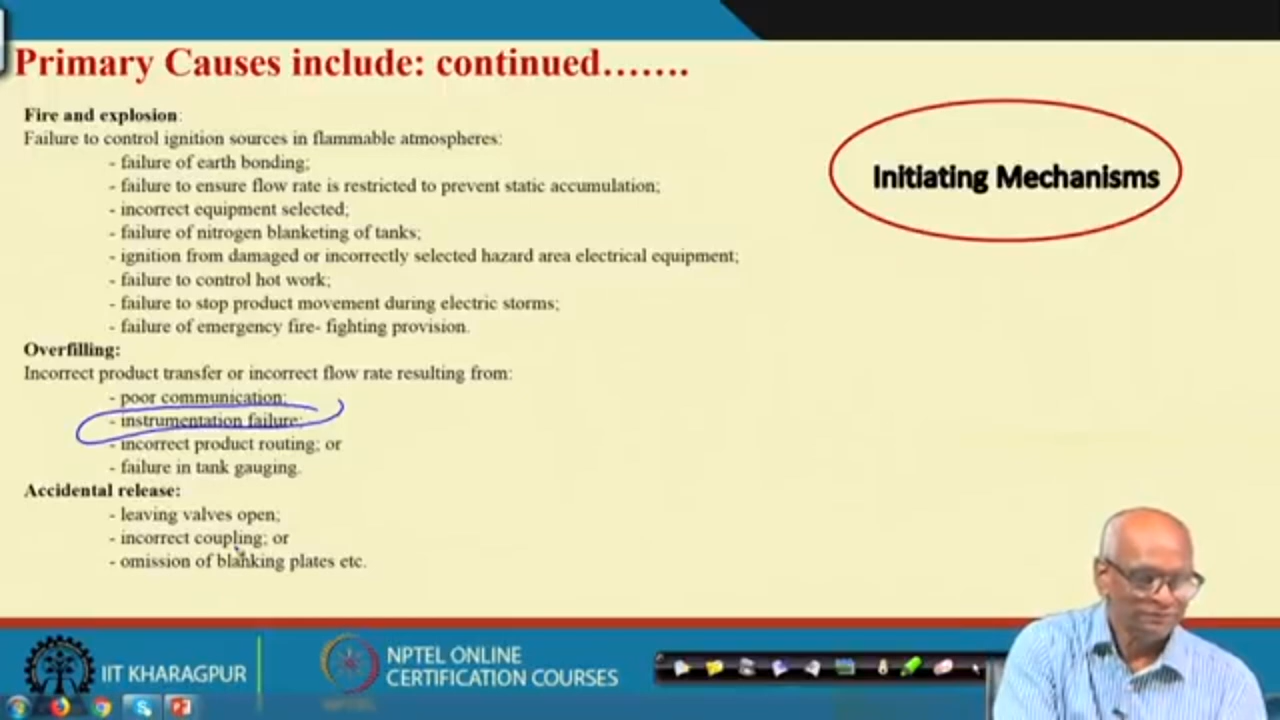 Primary Causes include: continued…….
Fire and explosion:
Failure to control ignition sources in flammable atmospheres:
- failure of earth bonding;
- failure to ensure flow rate is restricted to prevent static accumulation;
- incorrect equipment selected;
- failure of nitrogen blanketing of tanks;
- ignition from damaged or incorrectly selected hazard area electrical equipment;
- failure to control hot work;
- failure to stop product movement during electric storms;
- failure of emergency fire- fighting provision.
Overfilling:
Incorrect product transfer or incorrect flow rate resulting from:
- poor communication;
- instrumentation failure;
- incorrect product routing; or
- failure in tank gauging.
Accidental release:
- leaving valves open;
- incorrect coupling; or
- omission of blanking plates etc.
Initiating Mechanisms
IIT KHARAGPUR
NPTEL ONLINE
CERTIFICATION COURSES